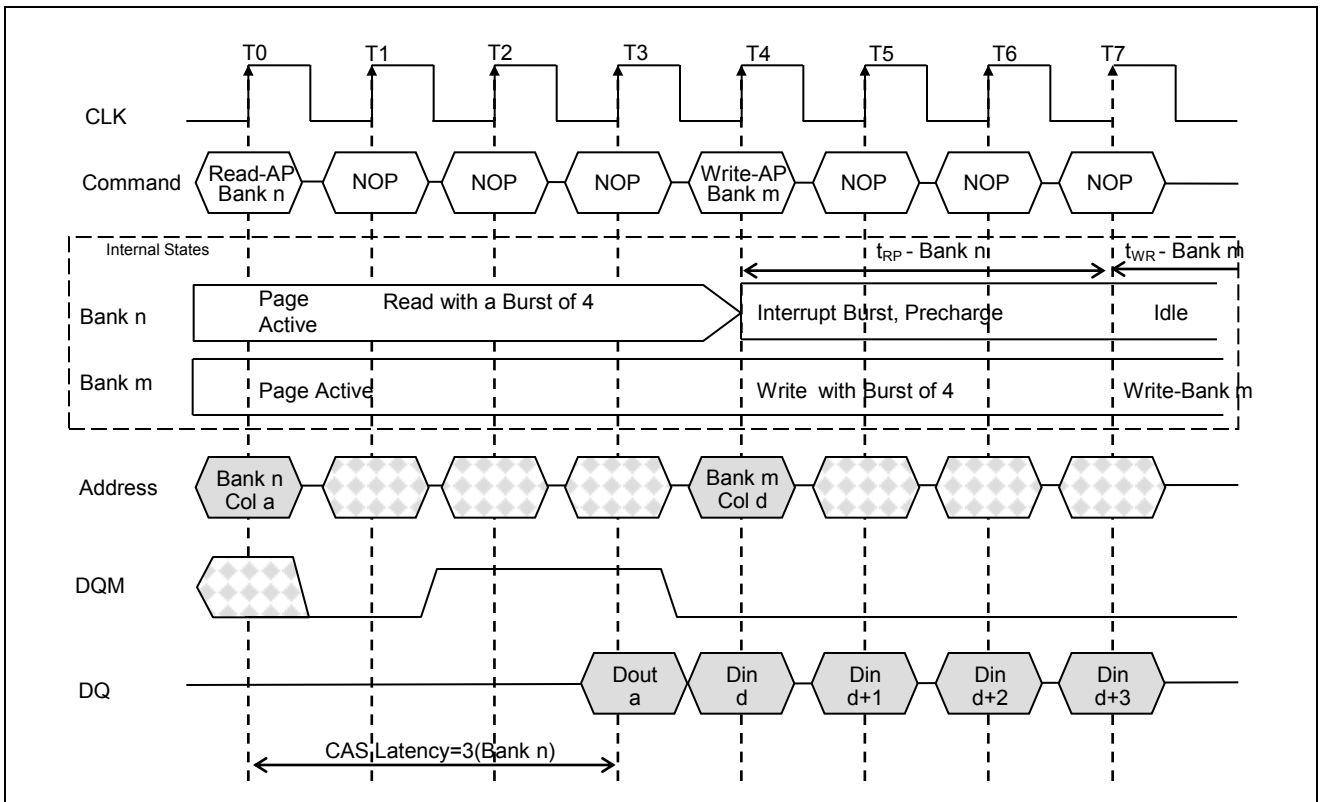 T0 T1 T2 T3 T4 T5 T6 T7
CLK
Command
Read-AP
Bank n
NOP
NOP
NOP
Write-AP
Bank m
NOP
NOP
NOP
Internal States
tRP - Bank n
tWR - Bank m
Bank n
Page
Active
Read with a Burst of 4
Interrupt Burst, Precharge
Idle
Bank m
Page Active
Write with Burst of 4
Write-Bank m
Address
Bank n
Col a
Bank m
Col d
DQM
DQ
Dout
a
Din
d
Din
d+1
Din
d+2
Din
d+3
CAS Latency=3(Bank n)